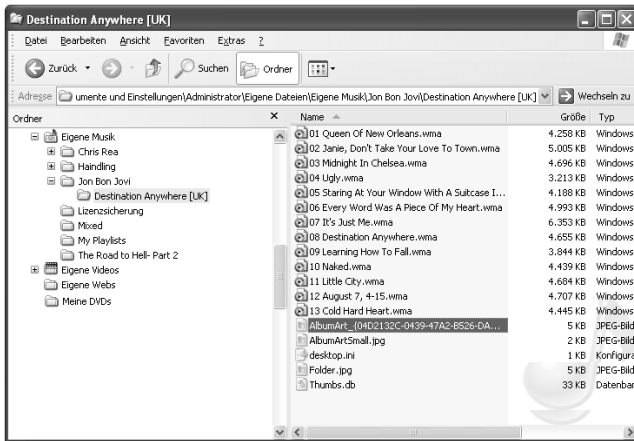 Destination Anywhere [UK]
Datei Bearbeiten Ansicht Favoriten Extras ?
Zurück Suchen Ordner
Adresse umente und Einstellungen\Administrator\Eigene Dateien\Eigene Musik\Jon Bon Jovi\Destination Anywhere [UK] Wechseln zu
Ordner
Eigene Musik
Chris Rea
Haindling
Jon Bon Jovi
Destination Anywhere [UK]
Lizenzsicherung
Mixed
My Playlists
The Road to Hell- Part 2
Eigene Videos
Eigene Webs
Meine DVDs
Name Größe Typ
01 Queen Of New Orleans.wma 4.258 KB Windows
02 Janie, Don't Take Your Love To Town.wma 5.005 KB Windows
03 Midnight In Chelsea.wma 4.696 KB Windows
04 Ugly.wma 3.213 KB Windows
05 Staring At Your Window With A Suitcase I... 4.188 KB Windows
06 Every Word Was A Piece Of My Heart.wma 4.993 KB Windows
07 It's Just Me.wma 6.353 KB Windows
08 Destination Anywhere.wma 4.655 KB Windows
09 Learning How To Fall.wma 3.844 KB Windows
10 Naked.wma 4.439 KB Windows
11 Little City.wma 4.684 KB Windows
12 August 7, 4-15.wma 4.707 KB Windows
13 Cold Hard Heart.wma 4.445 KB Windows
AlbumArt_{04D2132C-0439-47A2-B526-DA... 5 KB JPEG-Bild
AlbumArtSmall.jpg 2 KB JPEG-Bild
desktop.ini 1 KB Konfigura
Folder.jpg 5 KB JPEG-Bild
Thumbs.db 33 KB Datenban